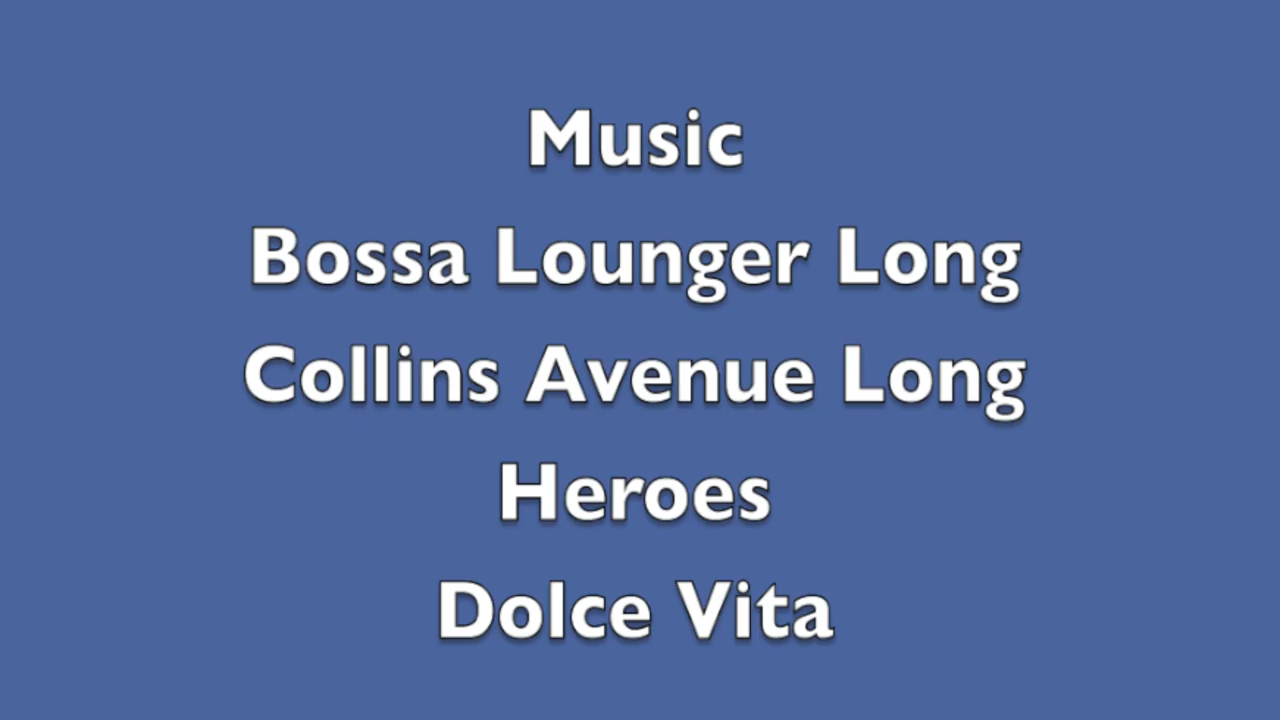 Music
Bossa Lounger Long
Collins Avenue Long
Heroes
Dolce Vita